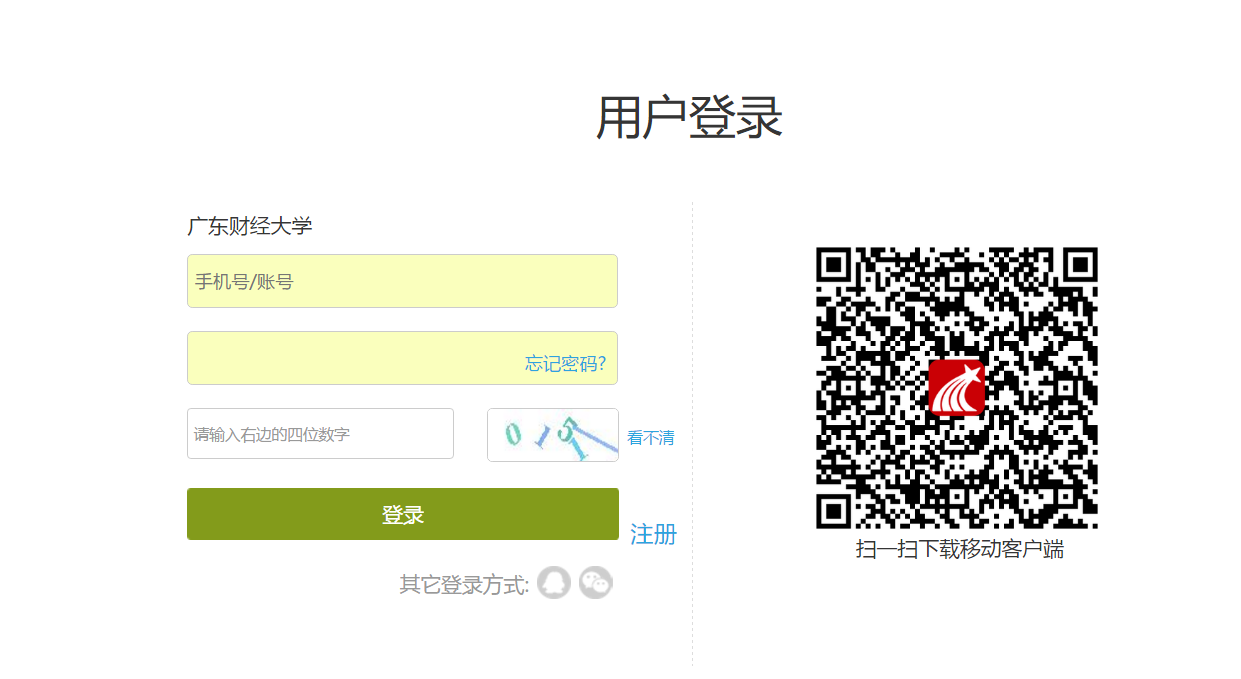 用户登录
广东财经大学
手机号/账号
忘记密码?
请输入右边的四位数字
看不清
登录
注册
其它登录方式:
扫一扫下载移动客户端